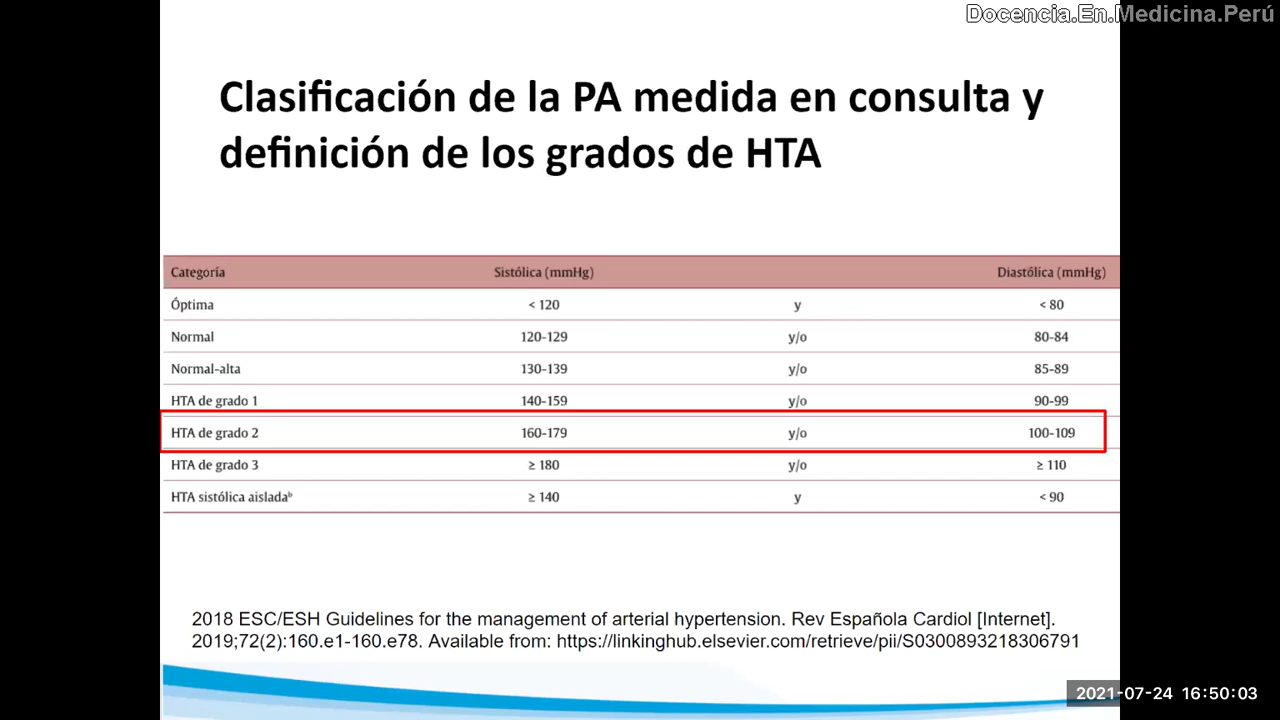 Docencia.En.Medicina.Perú
Clasificación de la PA medida en consulta y
definición de los grados de HTA
Categoría Sistólica (mmHg) Diastólica (mmHg)
Óptima < 120 y < 80
Normal 120-129 y/o 80-84
Normal-alta 130-139 y/o 85-89
HTA de grado 1 140-159 y/o 90-99
HTA de grado 2 160-179 y/o 100-109
HTA de grado 3 ≥ 180 y/o ≥ 110
HTA sistólica aisladaᵇ ≥ 140 y < 90
2018 ESC/ESH Guidelines for the management of arterial hypertension. Rev Española Cardiol [Internet].
2019;72(2):160.e1-160.e78. Available from: https://linkinghub.elsevier.com/retrieve/pii/S0300893218306791
2021-07-24 16:50:03